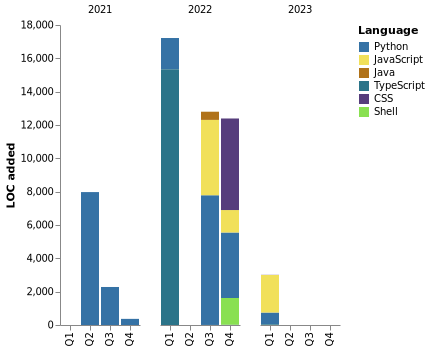 2021 2022 2023
Language
Python
JavaScript
Java
TypeScript
CSS
Shell
LOC added
18,000
16,000
14,000
12,000
10,000
8,000
6,000
4,000
2,000
0
Q1 Q2 Q3 Q4 Q1 Q2 Q3 Q4 Q1 Q2 Q3 Q4